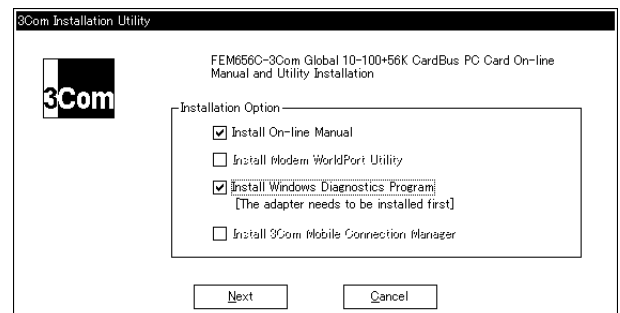 3Com Installation Utility
3Com
FEM656C-3Com Global 10-100+56K CardBus PC Card On-line
Manual and Utility Installation
Installation Option
Install On-line Manual
Install Modem WorldPort Utility
Install Windows Diagnostics Program
[The adapter needs to be installed first]
Install 3Com Mobile Connection Manager
Next Cancel